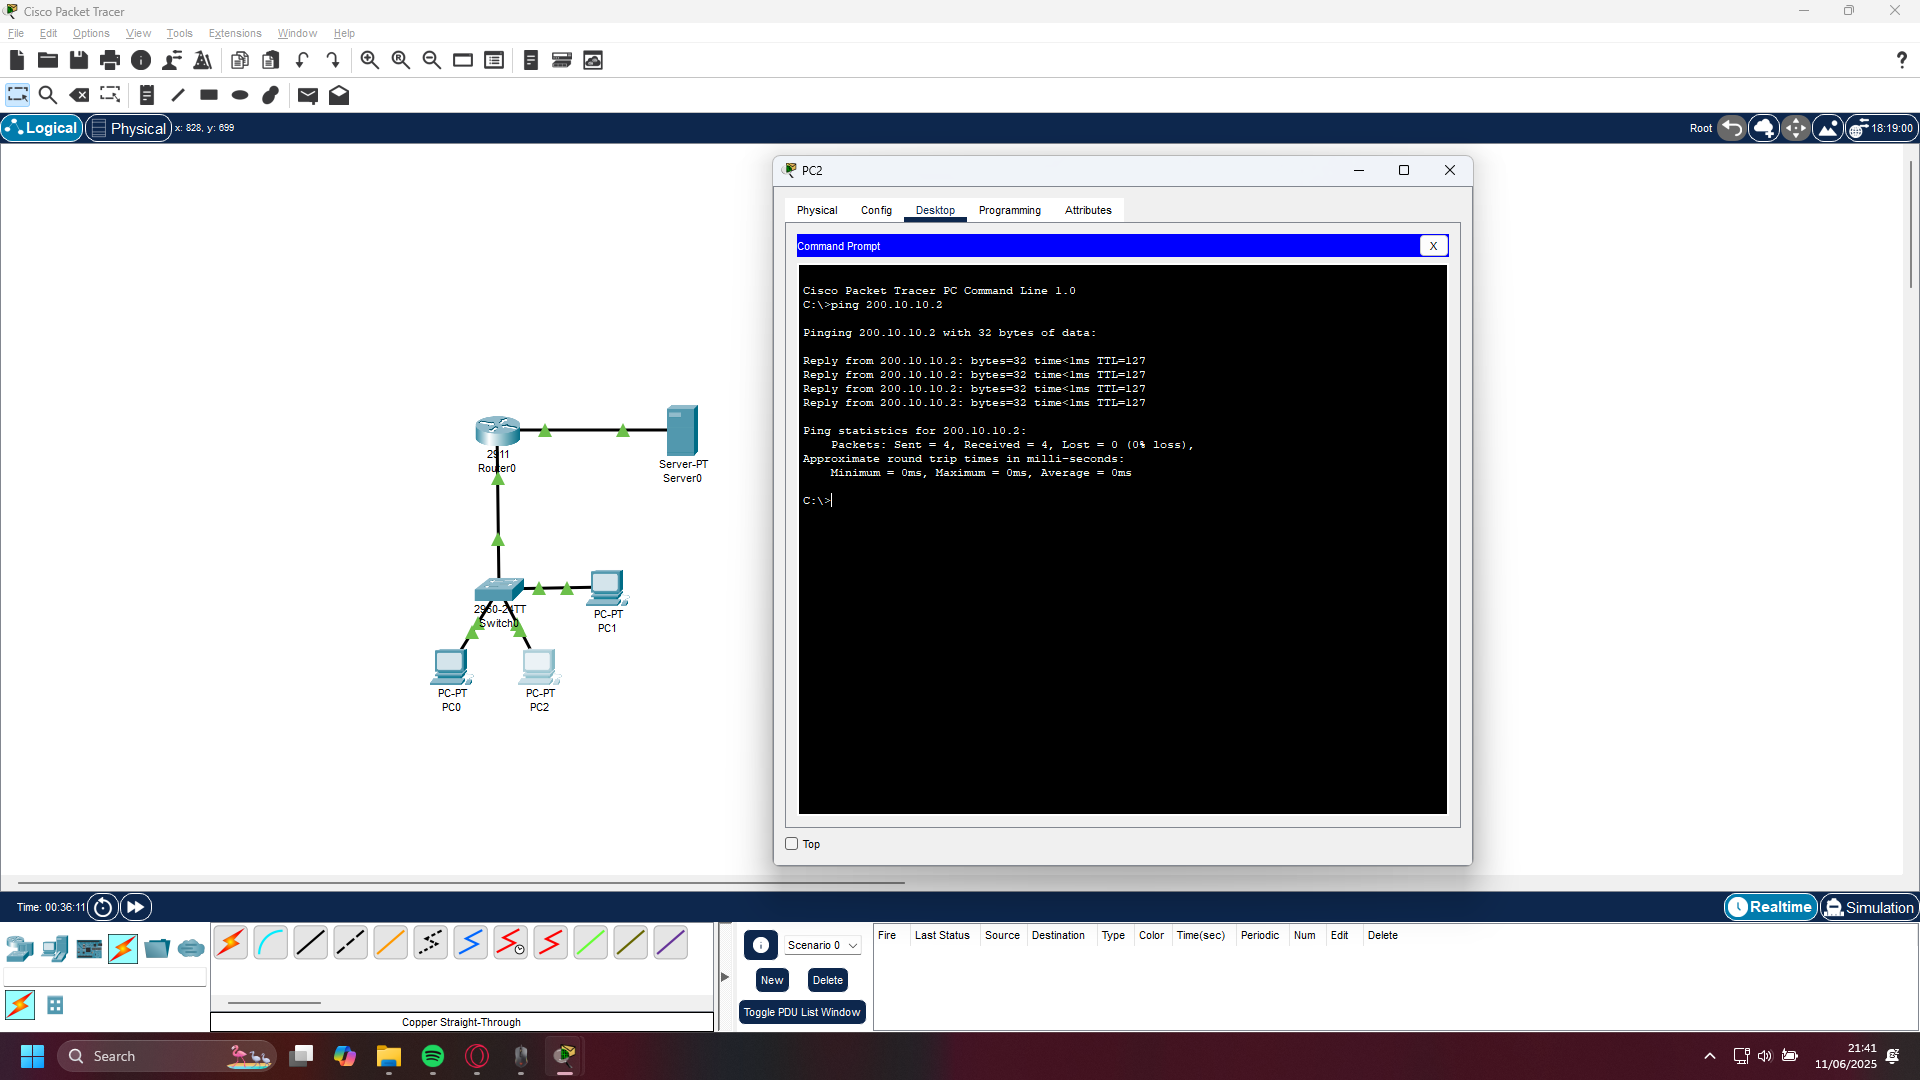 Cisco Packet Tracer
File Edit Options View Tools Extensions Window Help
Logical Physical x: 828, y: 699 Root 18:19:00
PC2
Physical Config Desktop Programming Attributes
Command Prompt X
Cisco Packet Tracer PC Command Line 1.0
C:\>ping 200.10.10.2
Pinging 200.10.10.2 with 32 bytes of data:
Reply from 200.10.10.2: bytes=32 time<1ms TTL=127
Reply from 200.10.10.2: bytes=32 time<1ms TTL=127
Reply from 200.10.10.2: bytes=32 time<1ms TTL=127
Reply from 200.10.10.2: bytes=32 time<1ms TTL=127
Ping statistics for 200.10.10.2:
Packets: Sent = 4, Received = 4, Lost = 0 (0% loss),
Approximate round trip times in milli-seconds:
Minimum = 0ms, Maximum = 0ms, Average = 0ms
C:\>
Top
2911
Router0
Server-PT
Server0
2960-24TT
Switch0
PC-PT
PC1
PC-PT
PC0
PC-PT
PC2
Time: 00:36:11 Realtime Simulation
Scenario 0
New Delete
Toggle PDU List Window
Fire Last Status Source Destination Type Color Time(sec) Periodic Num Edit Delete
Copper Straight-Through
Search
21:41
11/06/2025